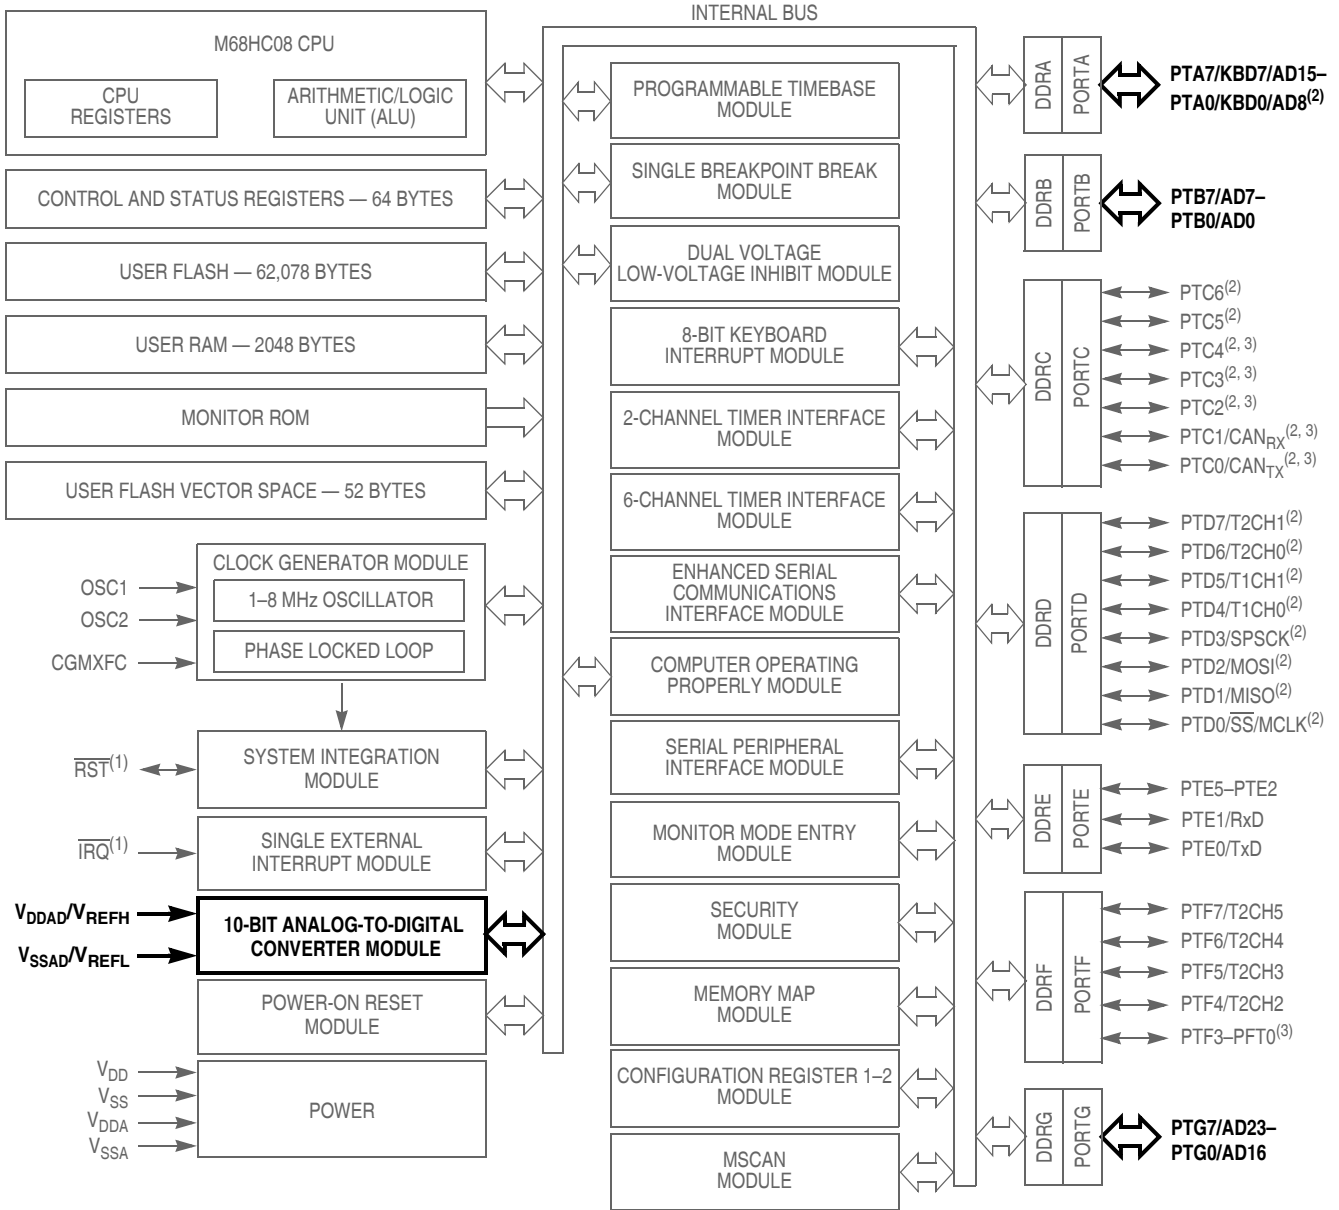 INTERNAL BUS
M68HC08 CPU
CPU
REGISTERS
ARITHMETIC/LOGIC
UNIT (ALU)
CONTROL AND STATUS REGISTERS — 64 BYTES
USER FLASH — 62,078 BYTES
USER RAM — 2048 BYTES
MONITOR ROM
USER FLASH VECTOR SPACE — 52 BYTES
CLOCK GENERATOR MODULE
1–8 MHz OSCILLATOR
PHASE LOCKED LOOP
OSC1
OSC2
CGMXFC
SYSTEM INTEGRATION
MODULE
RST(1)
SINGLE EXTERNAL
INTERRUPT MODULE
IRQ(1)
VDDAD/VREFH
VSSAD/VREFL
10-BIT ANALOG-TO-DIGITAL
CONVERTER MODULE
POWER-ON RESET
MODULE
VDD
VSS
VDDA
VSSA
POWER
PROGRAMMABLE TIMEBASE
MODULE
SINGLE BREAKPOINT BREAK
MODULE
DUAL VOLTAGE
LOW-VOLTAGE INHIBIT MODULE
8-BIT KEYBOARD
INTERRUPT MODULE
2-CHANNEL TIMER INTERFACE
MODULE
6-CHANNEL TIMER INTERFACE
MODULE
ENHANCED SERIAL
COMMUNICATIONS
INTERFACE MODULE
COMPUTER OPERATING
PROPERLY MODULE
SERIAL PERIPHERAL
INTERFACE MODULE
MONITOR MODE ENTRY
MODULE
SECURITY
MODULE
MEMORY MAP
MODULE
CONFIGURATION REGISTER 1–2
MODULE
MSCAN
MODULE
DDRA
PORTA
PTA7/KBD7/AD15–
PTA0/KBD0/AD8(2)
DDRB
PORTB
PTB7/AD7–
PTB0/AD0
DDRC
PORTC
PTC6(2)
PTC5(2)
PTC4(2, 3)
PTC3(2, 3)
PTC2(2, 3)
PTC1/CANRX(2, 3)
PTC0/CANTX(2, 3)
DDRD
PORTD
PTD7/T2CH1(2)
PTD6/T2CH0(2)
PTD5/T1CH1(2)
PTD4/T1CH0(2)
PTD3/SPSCK(2)
PTD2/MOSI(2)
PTD1/MISO(2)
PTD0/SS/MCLK(2)
DDRE
PORTE
PTE5–PTE2
PTE1/RxD
PTE0/TxD
DDRF
PORTF
PTF7/T2CH5
PTF6/T2CH4
PTF5/T2CH3
PTF4/T2CH2
PTF3–PFT0(3)
DDRG
PORTG
PTG7/AD23–
PTG0/AD16